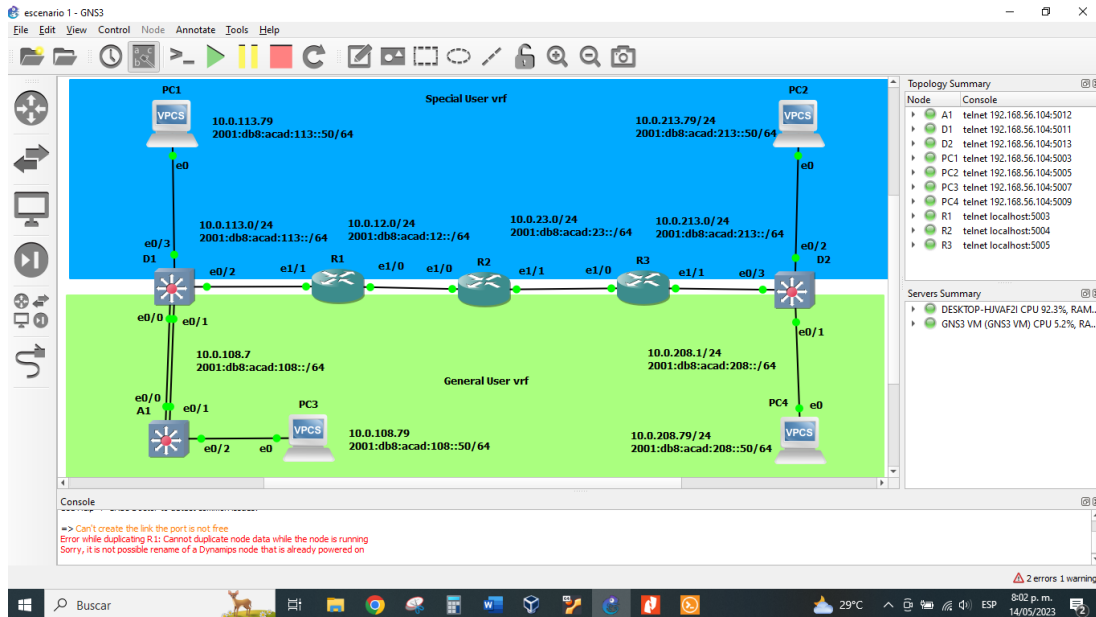 escenario 1 - GNS3
File Edit View Control Node Annotate Tools Help
PC1
VPCS
10.0.113.79
2001:db8:acad:113::50/64
e0
Special User vrf
PC2
VPCS
10.0.213.79/24
2001:db8:acad:213::50/64
e0
10.0.113.0/24
2001:db8:acad:113::/64
10.0.12.0/24
2001:db8:acad:12::/64
10.0.23.0/24
2001:db8:acad:23::/64
10.0.213.0/24
2001:db8:acad:213::/64
e0/3
D1
e0/2
e1/1
R1
e1/0
e1/0
R2
e1/1
e1/0
R3
e1/1
e0/3
e0/2
D2
e0/0
e0/1
e0/1
10.0.108.7
2001:db8:acad:108::/64
General User vrf
10.0.208.1/24
2001:db8:acad:208::/64
e0/0
A1
e0/1
e0/2
e0
PC3
VPCS
10.0.108.79
2001:db8:acad:108::50/64
PC4
e0
VPCS
10.0.208.79/24
2001:db8:acad:208::50/64
Topology Summary
Node Console
A1 telnet 192.168.56.104:5012
D1 telnet 192.168.56.104:5011
D2 telnet 192.168.56.104:5013
PC1 telnet 192.168.56.104:5003
PC2 telnet 192.168.56.104:5005
PC3 telnet 192.168.56.104:5007
PC4 telnet 192.168.56.104:5009
R1 telnet localhost:5003
R2 telnet localhost:5004
R3 telnet localhost:5005
Servers Summary
DESKTOP-HJVAF2I CPU 92.3%, RAM...
GNS3 VM (GNS3 VM) CPU 5.2%, RA...
Console
=> Can't create the link the port is not free
Error while duplicating R1: Cannot duplicate node data while the node is running
Sorry, it is not possible rename of a Dynamips node that is already powered on
2 errors 1 warning
Buscar
29°C
ESP
8:02 p. m.
14/05/2023
2